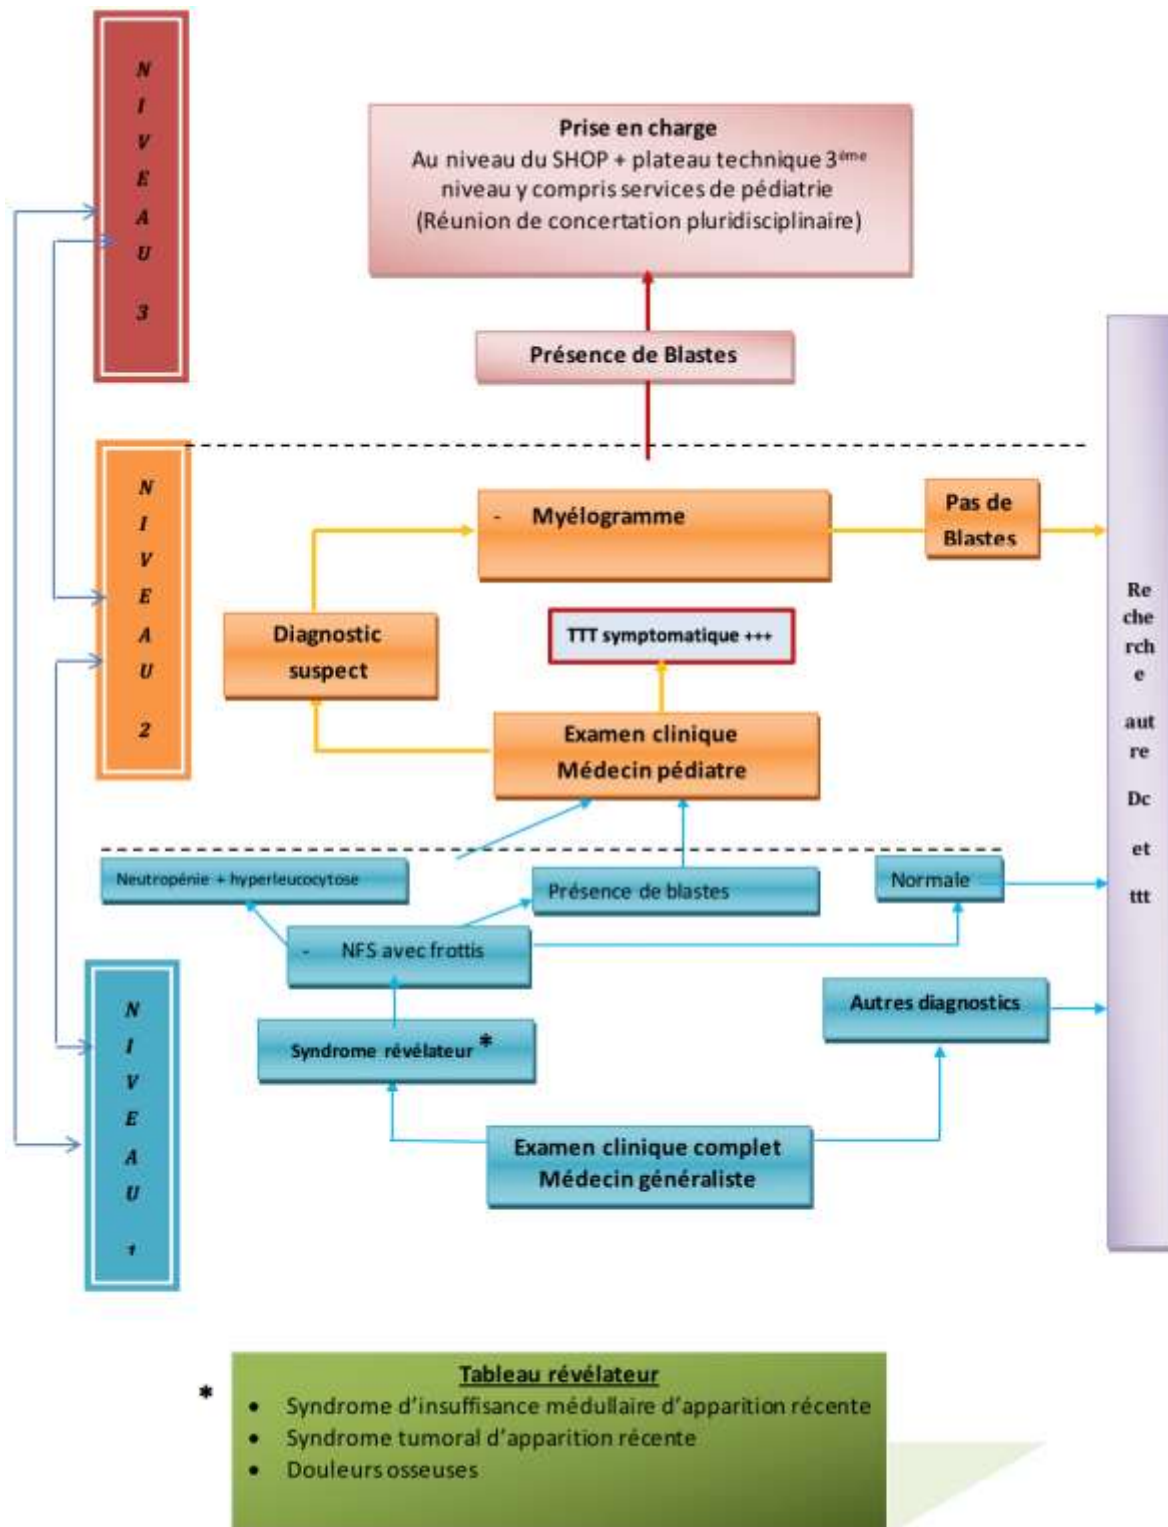 NIVEAU 3
Prise en charge
Au niveau du SHOP + plateau technique 3ème
niveau y compris services de pédiatrie
(Réunion de concertation pluridisciplinaire)
Présence de Blastes
NIVEAU 2
- Myélogramme
Pas de
Blastes
Diagnostic
suspect
TTT symptomatique +++
Examen clinique
Médecin pédiatre
Re
che
rch
e
aut
re
Dc
et
ttt
Neutropénie + hyperleucocytose
Présence de blastes
Normale
- NFS avec frottis
NIVEAU 1
Autres diagnostics
Syndrome révélateur *
Examen clinique complet
Médecin généraliste
* Tableau révélateur
• Syndrome d'insuffisance médullaire d'apparition récente
• Syndrome tumoral d'apparition récente
• Douleurs osseuses